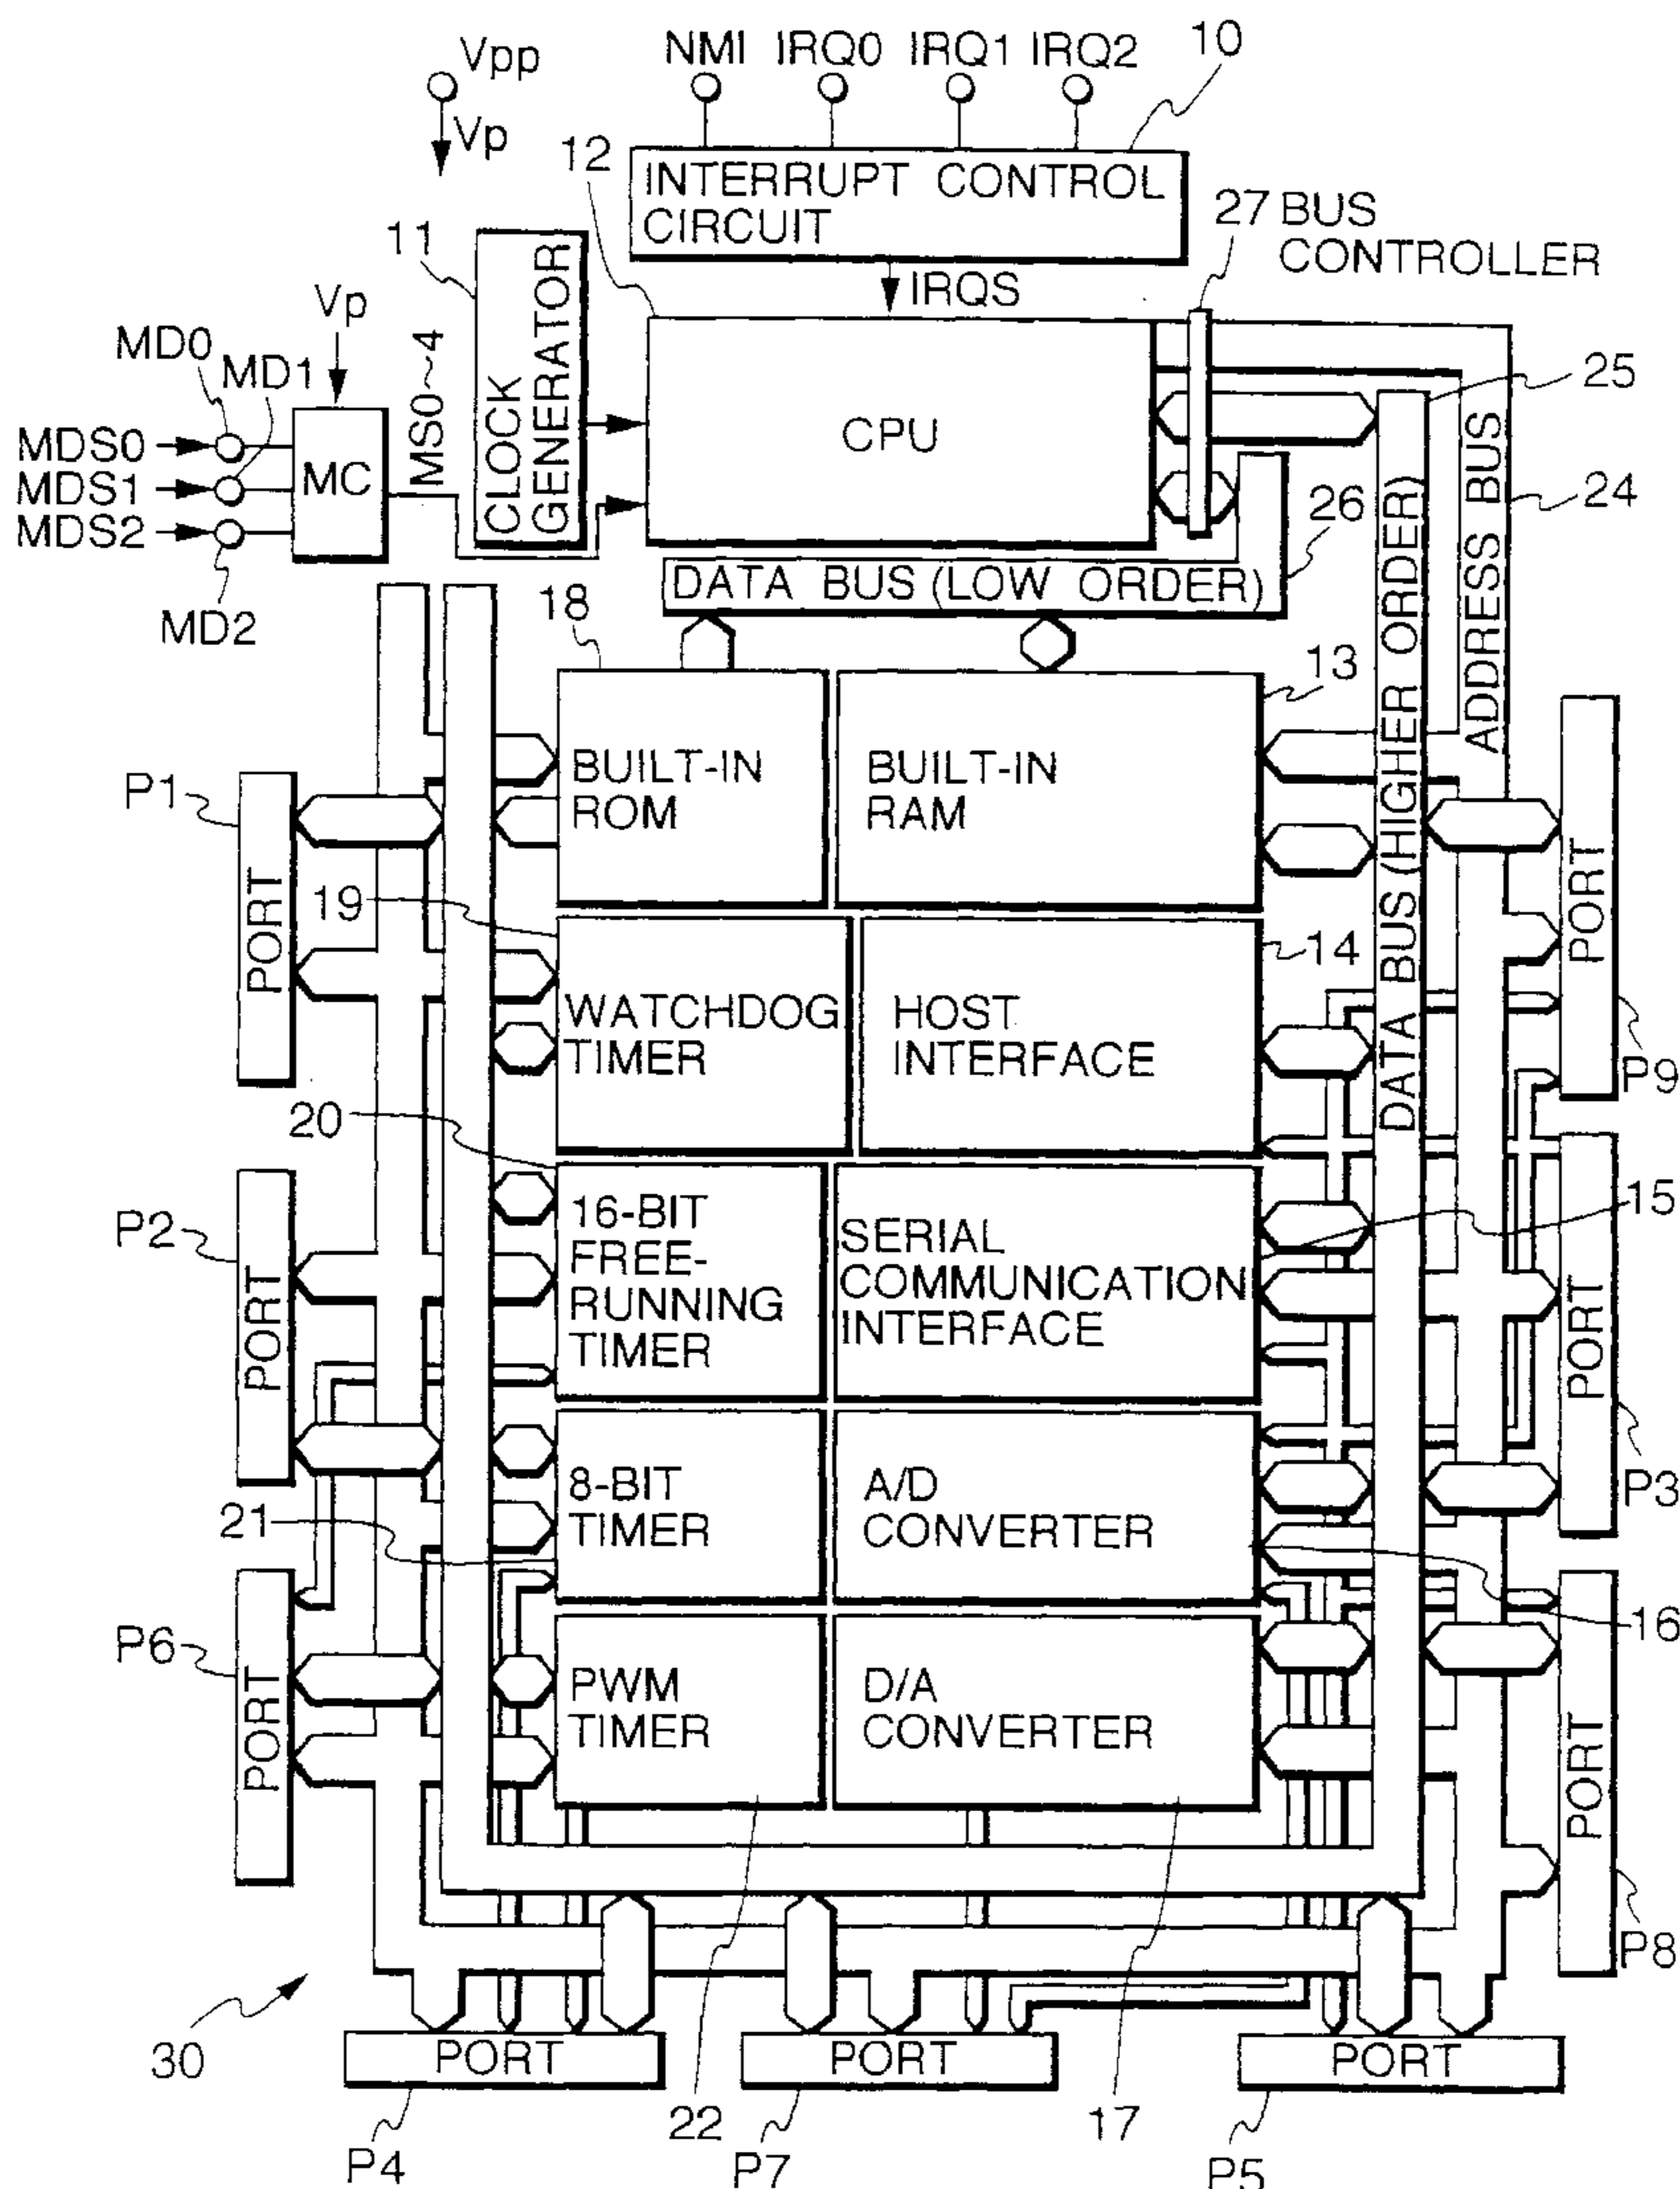 Vpp
Vp
NMI IRQ0 IRQ1 IRQ2
10
12
INTERRUPT CONTROL
CIRCUIT
27 BUS
CONTROLLER
11
IRQS
CLOCK
GENERATOR
Vp
MD0
MD1
MS0~4
MDS0
MDS1
MDS2
MC
MD2
CPU
25
24
26
DATA BUS (LOW ORDER)
DATA BUS (HIGHER ORDER)
ADDRESS BUS
18
13
BUILT-IN
ROM
BUILT-IN
RAM
P1
PORT
PORT
P9
19
14
WATCHDOG
TIMER
HOST
INTERFACE
20
15
16-BIT
FREE-
RUNNING
TIMER
SERIAL
COMMUNICATION
INTERFACE
P2
PORT
PORT
P3
21
8-BIT
TIMER
A/D
CONVERTER
16
P6
PORT
PWM
TIMER
D/A
CONVERTER
PORT
P8
30
PORT
PORT
PORT
P4
22
P7
17
P5